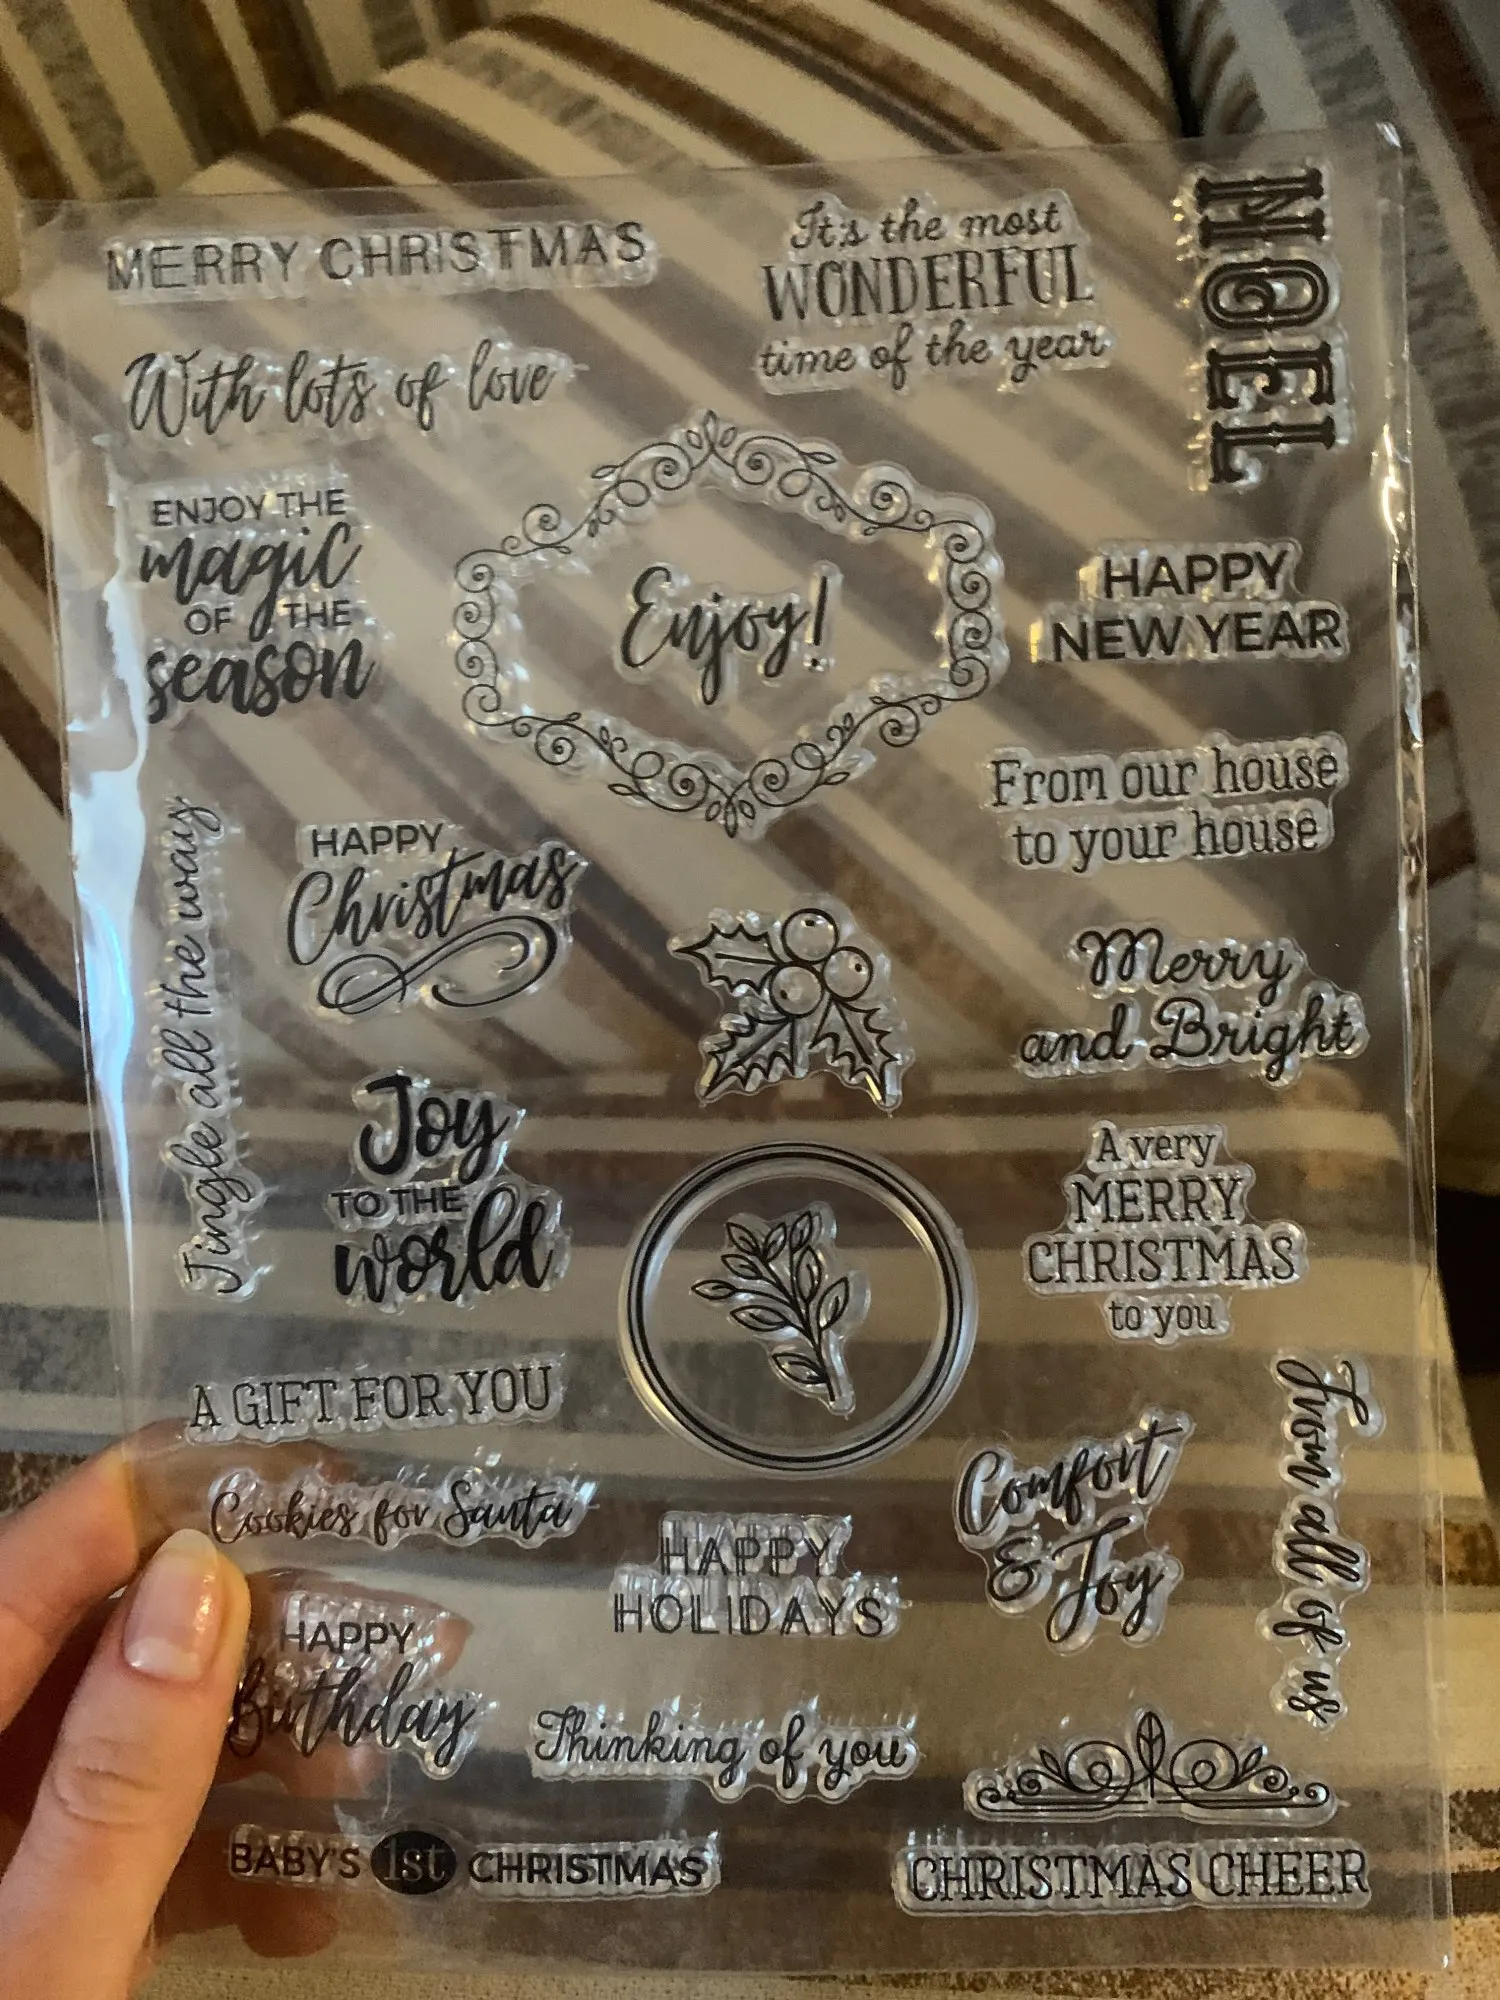 MERRY CHRISTMAS
It's the most
WONDERFUL
time of the year
NOEL
With lots of love
ENJOY THE
magic
OF THE
season
Enjoy!
HAPPY
NEW YEAR
From our house
to your house
Jingle all the way
HAPPY
Christmas
Merry
and Bright
Joy
TO THE
world
A very
MERRY
CHRISTMAS
to you
A GIFT FOR YOU
Cookies for Santa
HAPPY
HOLIDAYS
Comfort
& Joy
From all of us
HAPPY
Birthday
Thinking of you
BABY'S 1st CHRISTMAS
CHRISTMAS CHEER